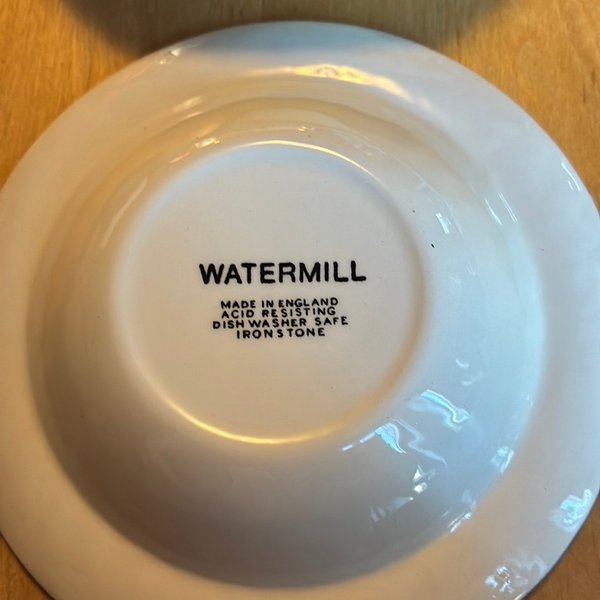 WATERMILL
MADE IN ENGLAND
ACID RESISTING
DISH WASHER SAFE
IRONSTONE